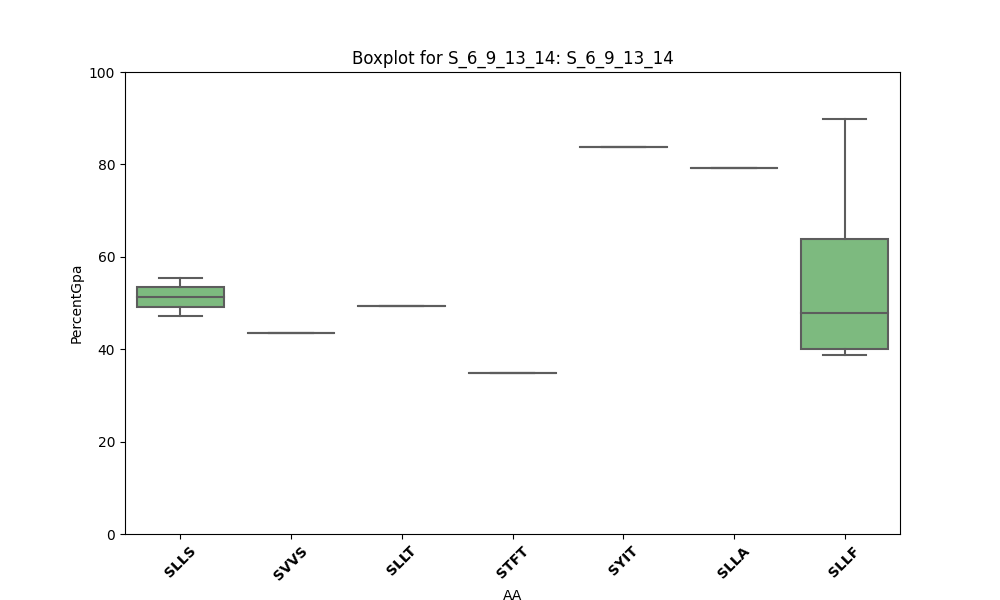 Boxplot for S_6_9_13_14: S_6_9_13_14
PercentGpa
100
80
60
40
20
0
SLLS SVVS SLLT STFT SYIT SLLA SLLF
AA